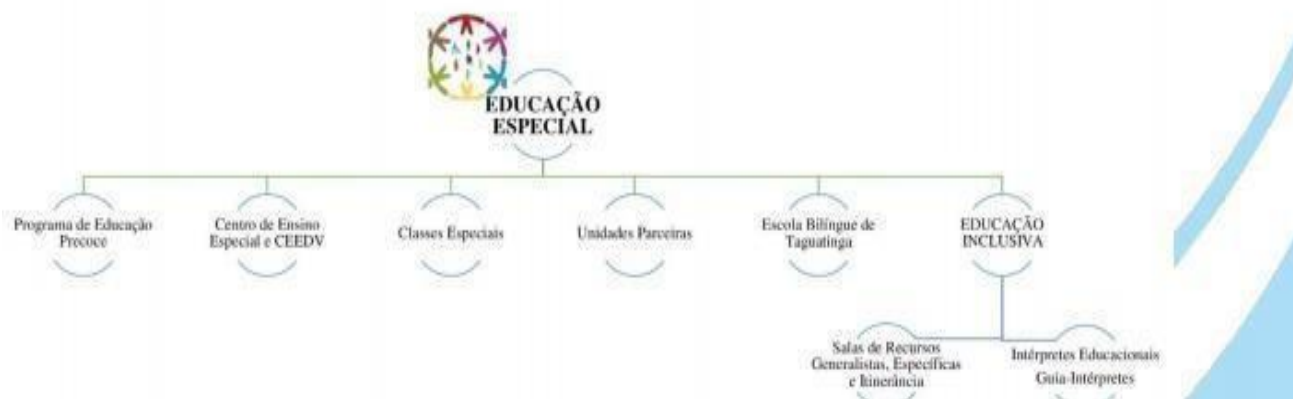 EDUCAÇÃO
ESPECIAL
Programa de Educação
Precoce
Centro de Ensino
Especial e CEEDV
Classes Especiais
Unidades Parceiras
Escola Bilíngue de
Taguatinga
EDUCAÇÃO
INCLUSIVA
Salas de Recursos
Generalistas, Específicas
e Itinerância
Intérpretes Educacionais
Guia-Intérpretes